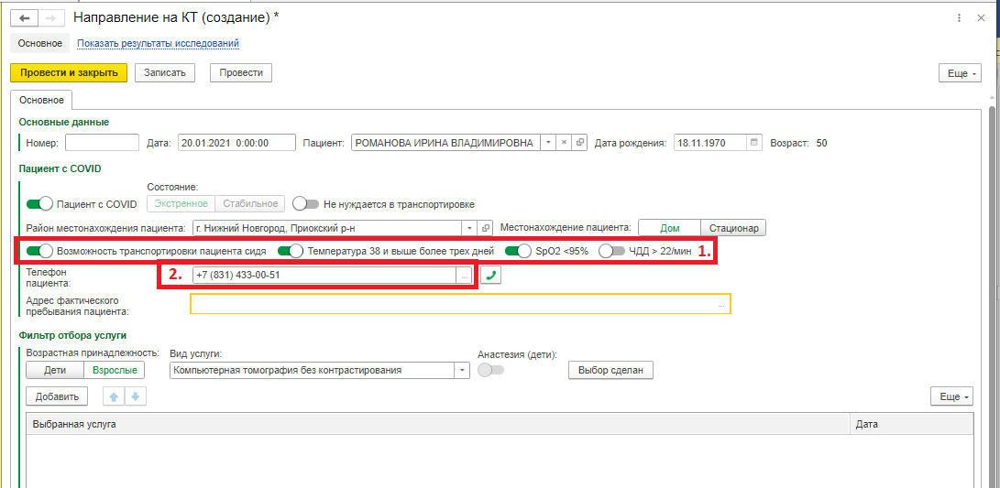 Направление на КТ (создание) *
Основное Показать результаты исследований
Провести и закрыть Записать Провести Еще
Основное
Основные данные
Номер: Дата: 20.01.2021 0:00:00 Пациент: РОМАНОВА ИРИНА ВЛАДИМИРОВНА Дата рождения: 18.11.1970 Возраст: 50
Пациент с COVID
Состояние:
Пациент с COVID Экстренное Стабильное Не нуждается в транспортировке
Район местонахождения пациента: г. Нижний Новгород, Приокский р-н Местонахождение пациента: Дом Стационар
Возможность транспортировки пациента сидя Температура 38 и выше более трех дней SpO2 <95% ЧДД > 22/мин 1.
Телефон пациента: 2. +7 (831) 433-00-51 ...
Адрес фактического пребывания пациента: ...
Фильтр отбора услуги
Возрастная принадлежность: Вид услуги: Анастезия (дети):
Дети Взрослые Компьютерная томография без контрастирования Выбор сделан
Добавить Еще
Выбранная услуга Дата